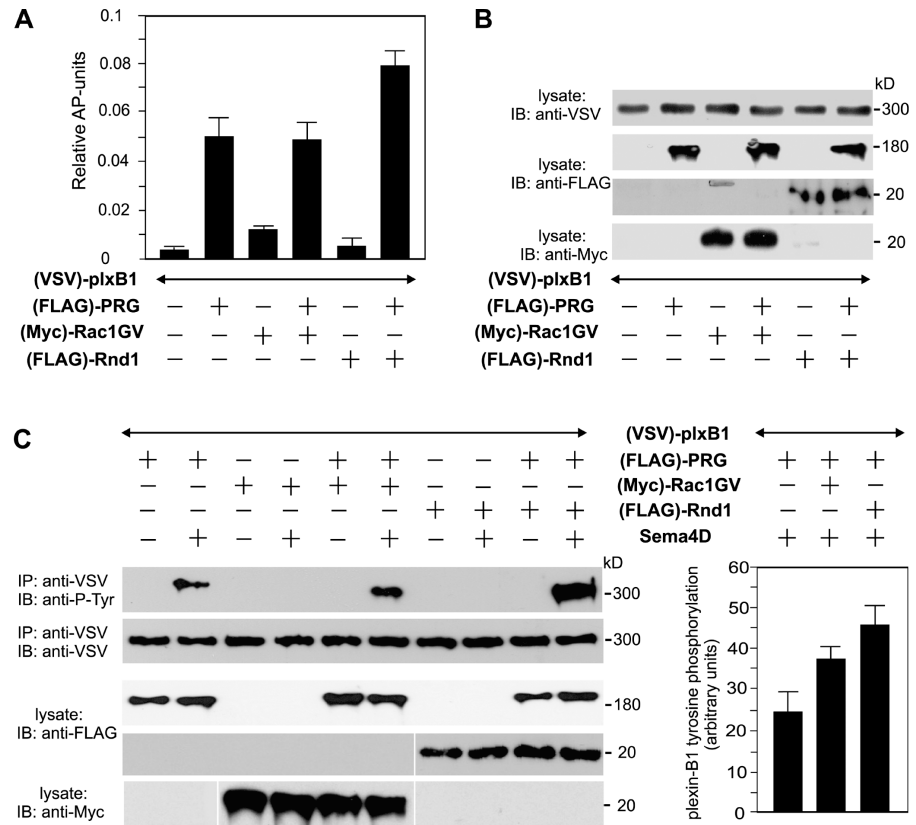 A
0.1
0.08
0.06
0.04
0.02
0
Relative AP-units
(VSV)-plxB1
(FLAG)-PRG − + − + − +
(Myc)-Rac1GV − − + + − −
(FLAG)-Rnd1 − − − − + +
B
kD
lysate:
IB: anti-VSV
-300
lysate:
IB: anti-FLAG
-180
- 20
lysate:
IB: anti-Myc
- 20
(VSV)-plxB1
(FLAG)-PRG − + − + − +
(Myc)-Rac1GV − − + + − −
(FLAG)-Rnd1 − − − − + +
C
(VSV)-plxB1
+ + − − + + − − + + (FLAG)-PRG + + +
− − + + + + − − − − (Myc)-Rac1GV − + −
− − − − − − + + + + (FLAG)-Rnd1 − − +
− + − + − + − + − + Sema4D + + +
kD
IP: anti-VSV
IB: anti-P-Tyr
-300
IP: anti-VSV
IB: anti-VSV
-300
lysate:
IB: anti-FLAG
-180
- 20
lysate:
IB: anti-Myc
- 20
plexin-B1 tyrosine phosphorylation
(arbitrary units)
60
50
40
30
20
10
0